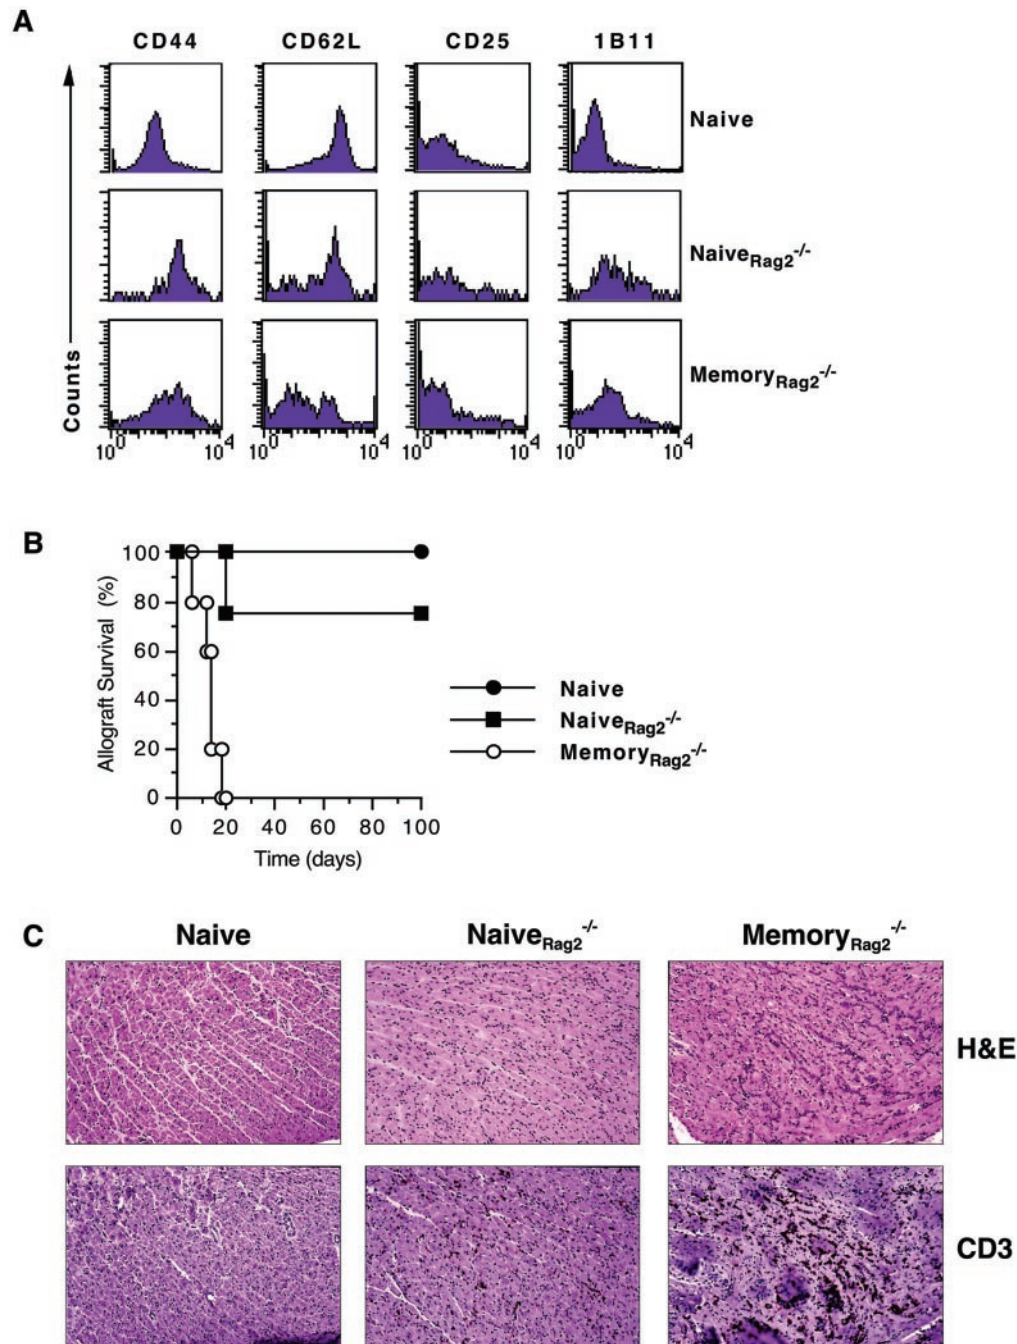 A
CD44 CD62L CD25 1B11
Naive
NaiveRag2-/-
MemoryRag2-/-
Counts
10^0 10^4 10^0 10^4 10^0 10^4 10^0 10^4
B
100
80
60
40
20
0
Allograft Survival (%)
0 20 40 60 80 100
Time (days)
Naive
NaiveRag2-/-
MemoryRag2-/-
C
Naive NaiveRag2-/- MemoryRag2-/-
H&E
CD3